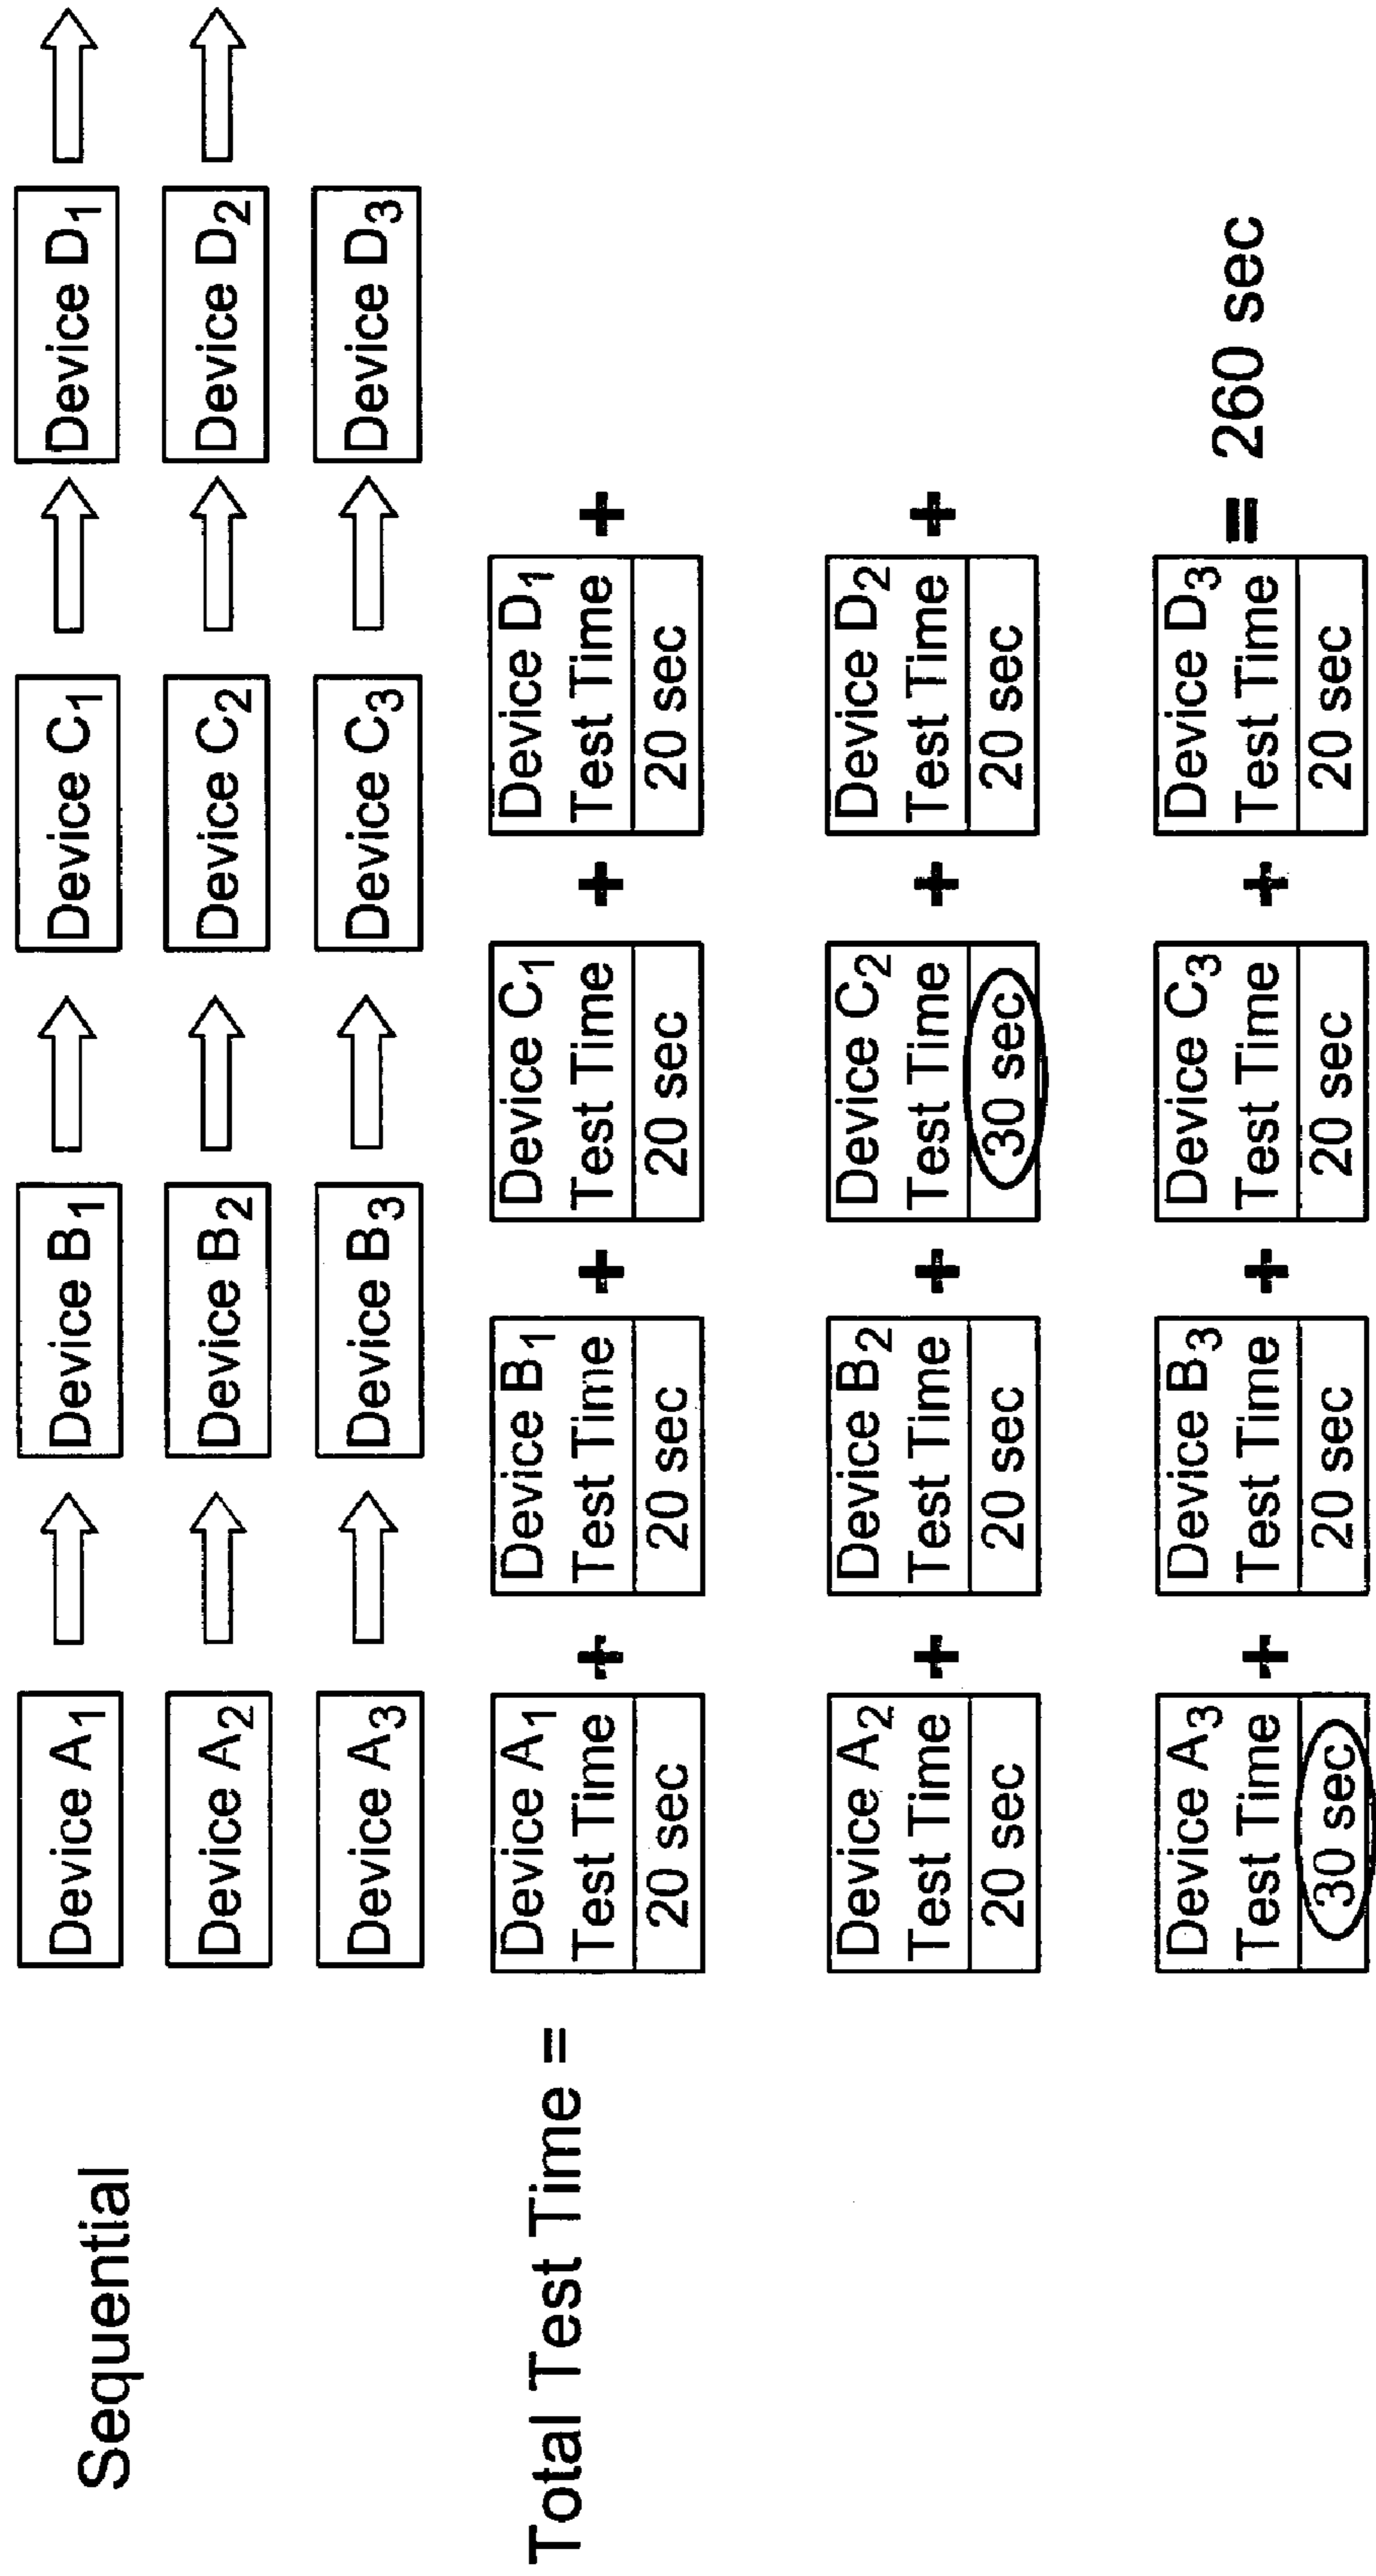 Sequential
Device A1 Device B1 Device C1 Device D1
Device A2 Device B2 Device C2 Device D2
Device A3 Device B3 Device C3 Device D3
Total Test Time =
Device A1 + Device B1 + Device C1 + Device D1 +
Test Time Test Time Test Time Test Time
20 sec 20 sec 20 sec 20 sec
Device A2 + Device B2 + Device C2 + Device D2 +
Test Time Test Time Test Time Test Time
20 sec 20 sec 30 sec 20 sec
Device A3 + Device B3 + Device C3 + Device D3 = 260 sec
Test Time Test Time Test Time Test Time
30 sec 20 sec 20 sec 20 sec